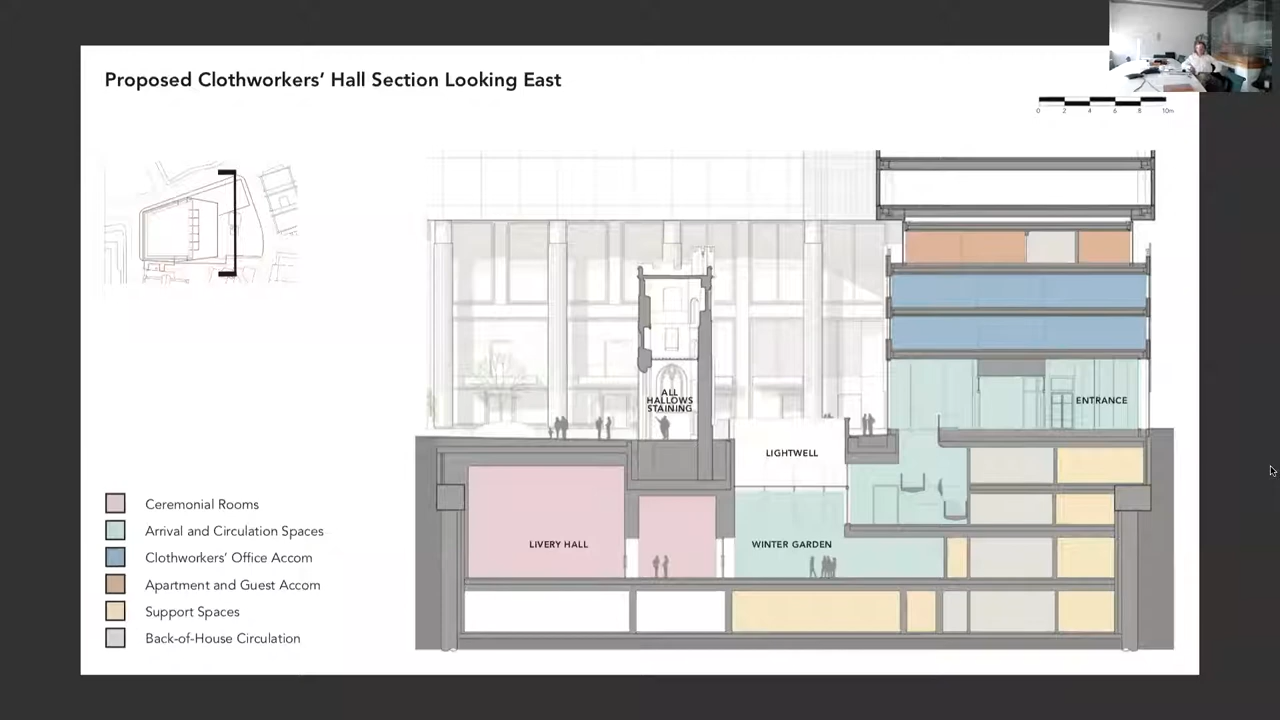 Proposed Clothworkers' Hall Section Looking East
0 2 4 6 8 10m
ALL
HALLOWS
STAINING
ENTRANCE
LIGHTWELL
LIVERY HALL
WINTER GARDEN
Ceremonial Rooms
Arrival and Circulation Spaces
Clothworkers' Office Accom
Apartment and Guest Accom
Support Spaces
Back-of-House Circulation